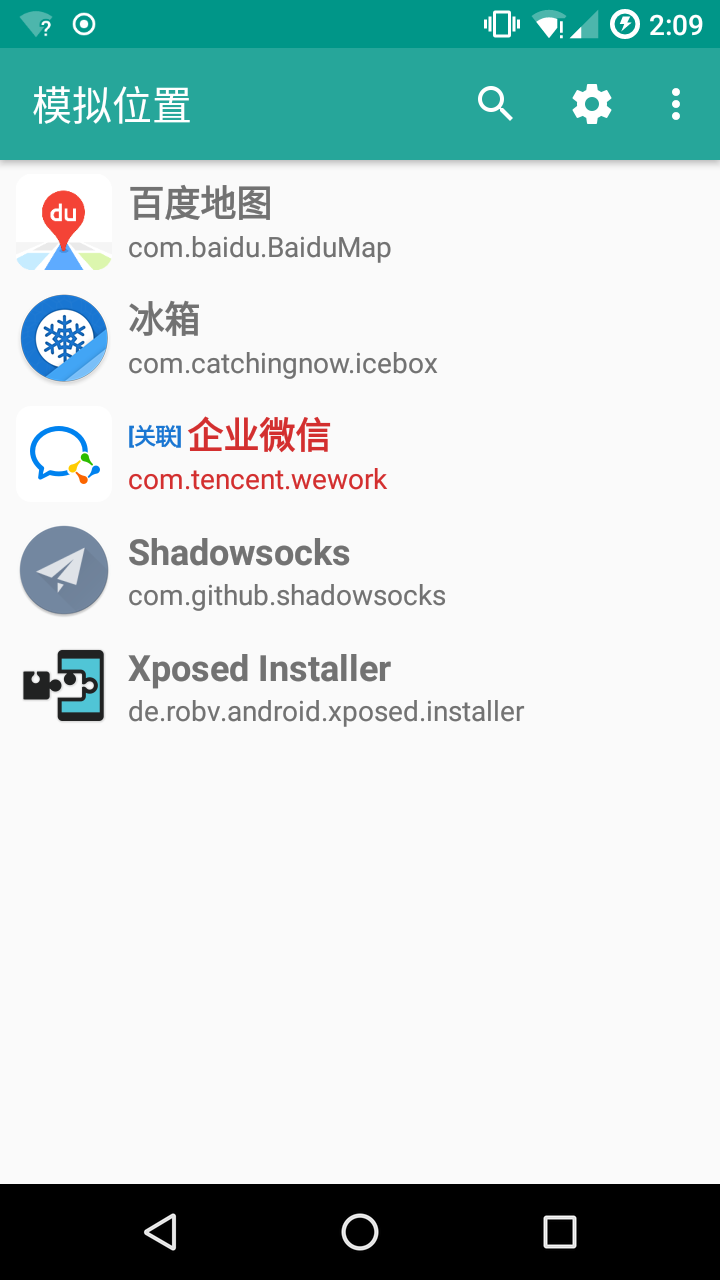 2:09
模拟位置
du
百度地图
com.baidu.BaiduMap
冰箱
com.catchingnow.icebox
[关联] 企业微信
com.tencent.wework
Shadowsocks
com.github.shadowsocks
Xposed Installer
de.robv.android.xposed.installer